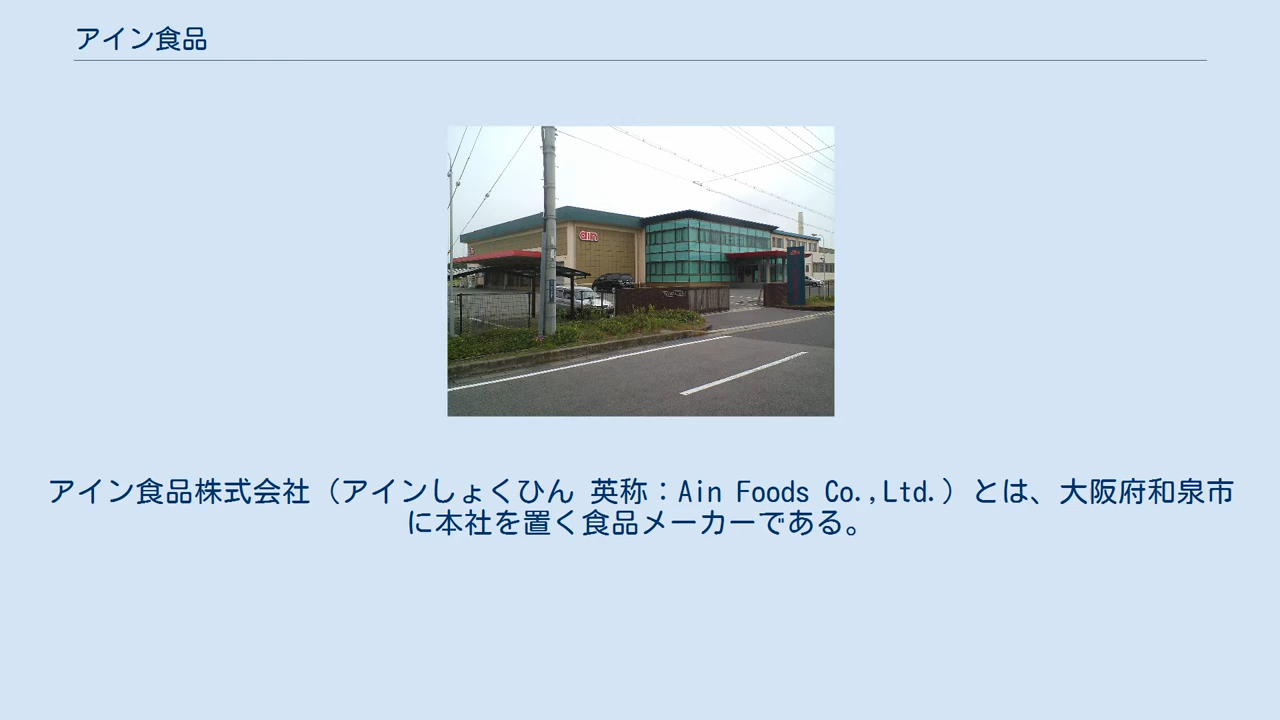 アイン食品
ain
アイン食品株式会社（アインしょくひん 英称：Ain Foods Co.,Ltd.）とは、大阪府和泉市
に本社を置く食品メーカーである。